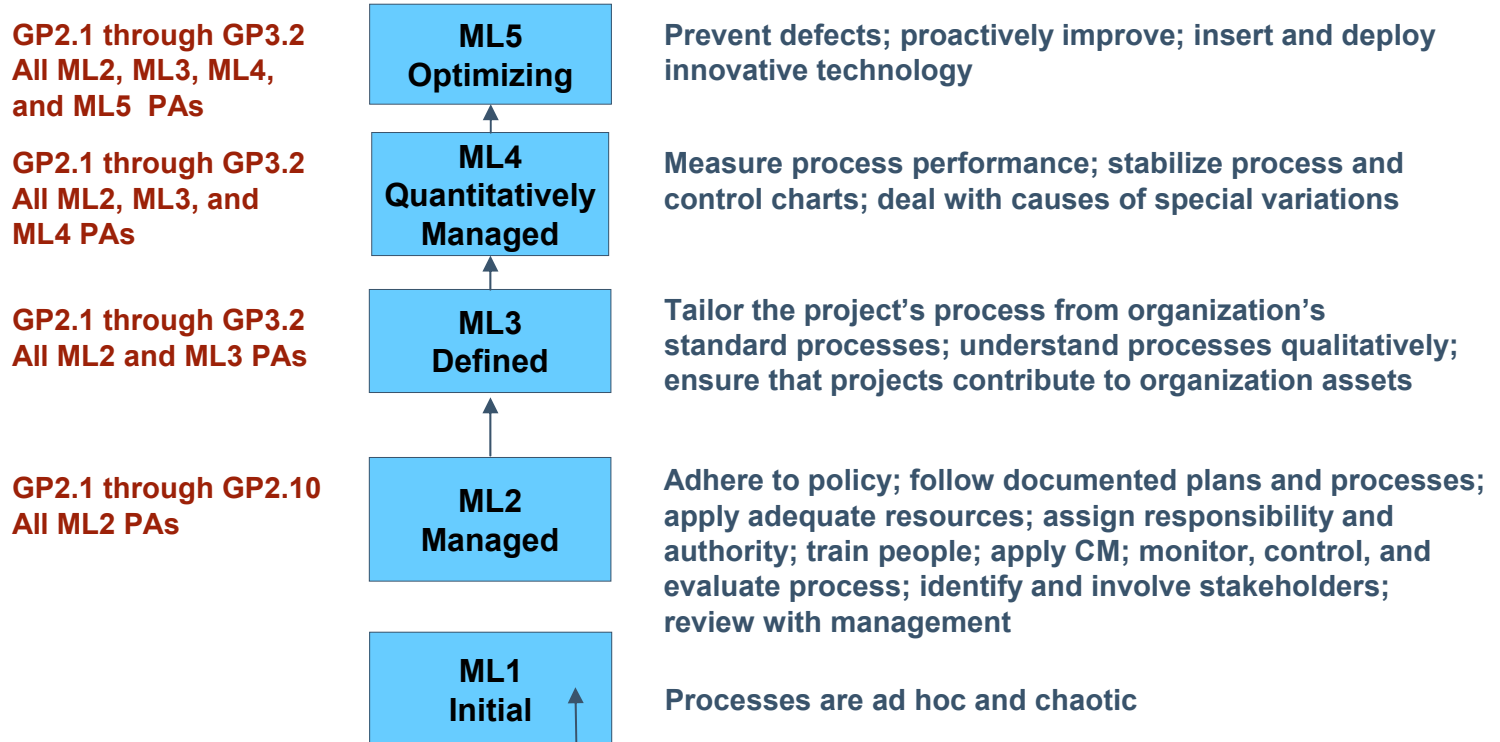 GP2.1 through GP3.2
All ML2, ML3, ML4,
and ML5 PAs
ML5
Optimizing
Prevent defects; proactively improve; insert and deploy
innovative technology
GP2.1 through GP3.2
All ML2, ML3, and
ML4 PAs
ML4
Quantitatively
Managed
Measure process performance; stabilize process and
control charts; deal with causes of special variations
GP2.1 through GP3.2
All ML2 and ML3 PAs
ML3
Defined
Tailor the project’s process from organization’s
standard processes; understand processes qualitatively;
ensure that projects contribute to organization assets
GP2.1 through GP2.10
All ML2 PAs
ML2
Managed
Adhere to policy; follow documented plans and processes;
apply adequate resources; assign responsibility and
authority; train people; apply CM; monitor, control, and
evaluate process; identify and involve stakeholders;
review with management
ML1
Initial
Processes are ad hoc and chaotic